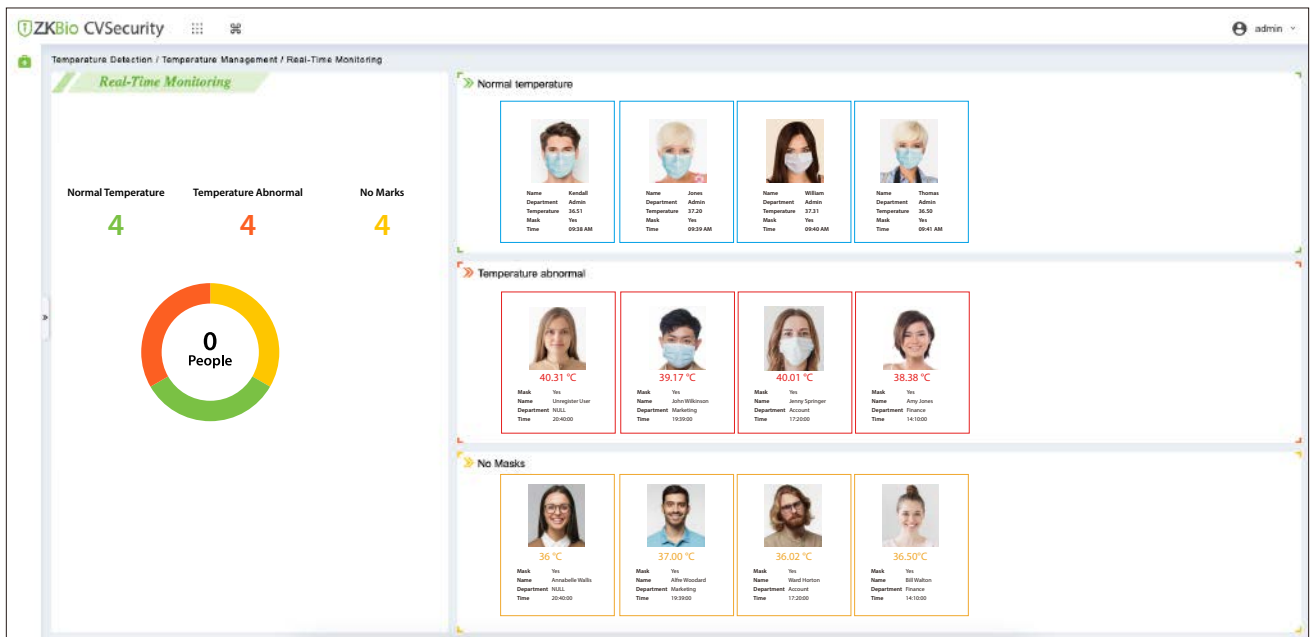 ZKBio CVSecurity
admin
Temperature Detection / Temperature Management / Real-Time Monitoring
Real-Time Monitoring
Normal Temperature Temperature Abnormal No Marks
4 4 4
0
People
Normal temperature
Name Kendall
Department Admin
Temperature 36.51
Mask Yes
Time 09:38 AM
Name Jones
Department Admin
Temperature 37.20
Mask Yes
Time 09:39 AM
Name William
Department Admin
Temperature 37.31
Mask Yes
Time 09:40 AM
Name Thomas
Department Admin
Temperature 36.50
Mask Yes
Time 09:41 AM
Temperature abnormal
40.31 °C
Mask Yes
Name Unregister User
Department NULL
Time 20:40:00
39.17 °C
Mask Yes
Name John Wilkinson
Department Marketing
Time 19:39:00
40.01 °C
Mask Yes
Name Jenny Springer
Department Account
Time 17:20:00
38.38 °C
Mask Yes
Name Amy Jones
Department Finance
Time 14:10:00
No Masks
36 °C
Mask Yes
Name Annabelle Wallis
Department NULL
Time 20:40:00
37.00 °C
Mask Yes
Name Alfre Woodard
Department Marketing
Time 19:39:00
36.02 °C
Mask Yes
Name Ward Horton
Department Account
Time 17:20:00
36.50°C
Mask Yes
Name Bill Walton
Department Finance
Time 14:10:00